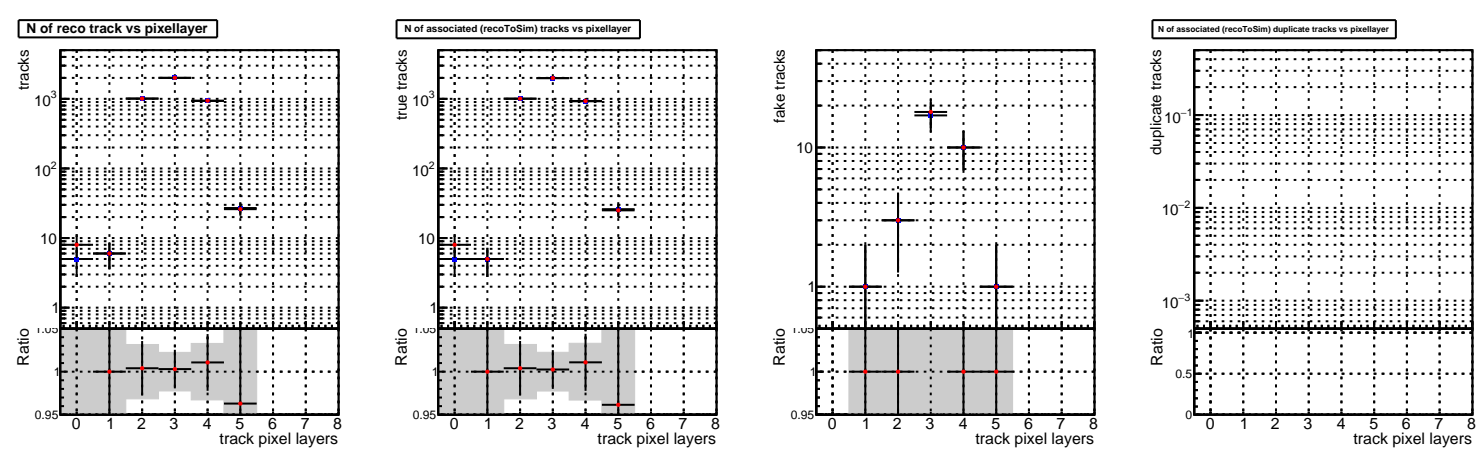 N of reco track vs pixellayer
tracks
10³
10²
10
1
Ratio
1.05
1
0.95
0 1 2 3 4 5 6 7 8
track pixel layers
N of associated (recoToSim) tracks vs pixellayer
true tracks
10³
10²
10
1
Ratio
1.05
1
0.95
0 1 2 3 4 5 6 7 8
track pixel layers
fake tracks
10
1
Ratio
1.05
1
0.95
0 1 2 3 4 5 6 7 8
track pixel layers
N of associated (recoToSim) duplicate tracks vs pixellayer
duplicate tracks
10⁻¹
10⁻²
10⁻³
Ratio
1
0.5
0
0 1 2 3 4 5 6 7 8
track pixel layers